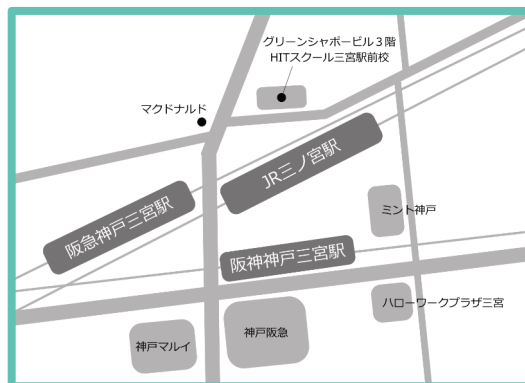 グリーンシャポービル３階
HITスクール三宮駅前校
マクドナルド
JR三ノ宮駅
阪急神戸三宮駅
ミント神戸
阪神神戸三宮駅
ハローワークプラザ三宮
神戸マルイ
神戸阪急